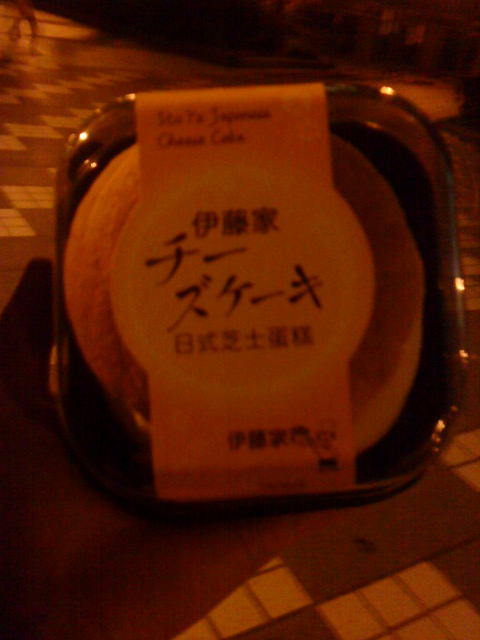 Ito Ya Japanese
Cheese Cake
伊藤家
チー
ズケーキ
日式芝士蛋糕
伊藤家